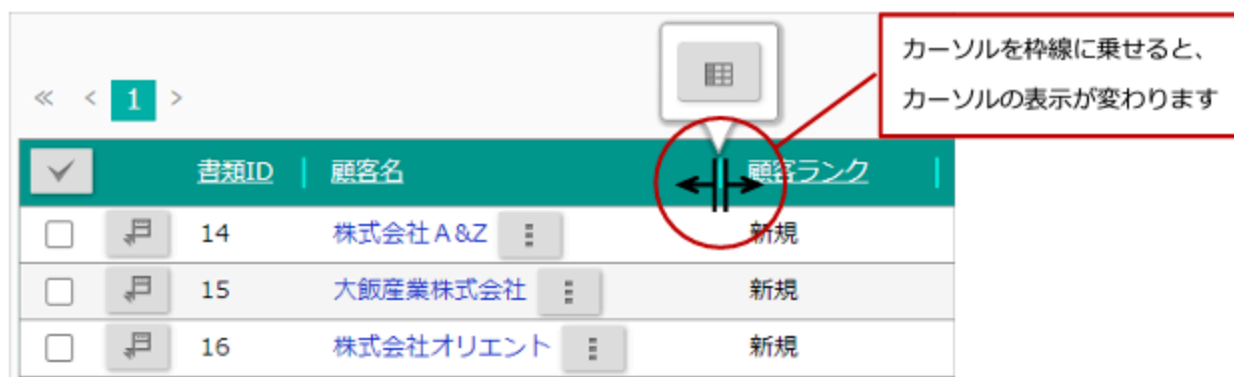 カーソルを枠線に乗せると、
カーソルの表示が変わります
« < 1 >
書類ID 顧客名 顧客ランク
14 株式会社A&Z 新規
15 大飯産業株式会社 新規
16 株式会社オリエント 新規